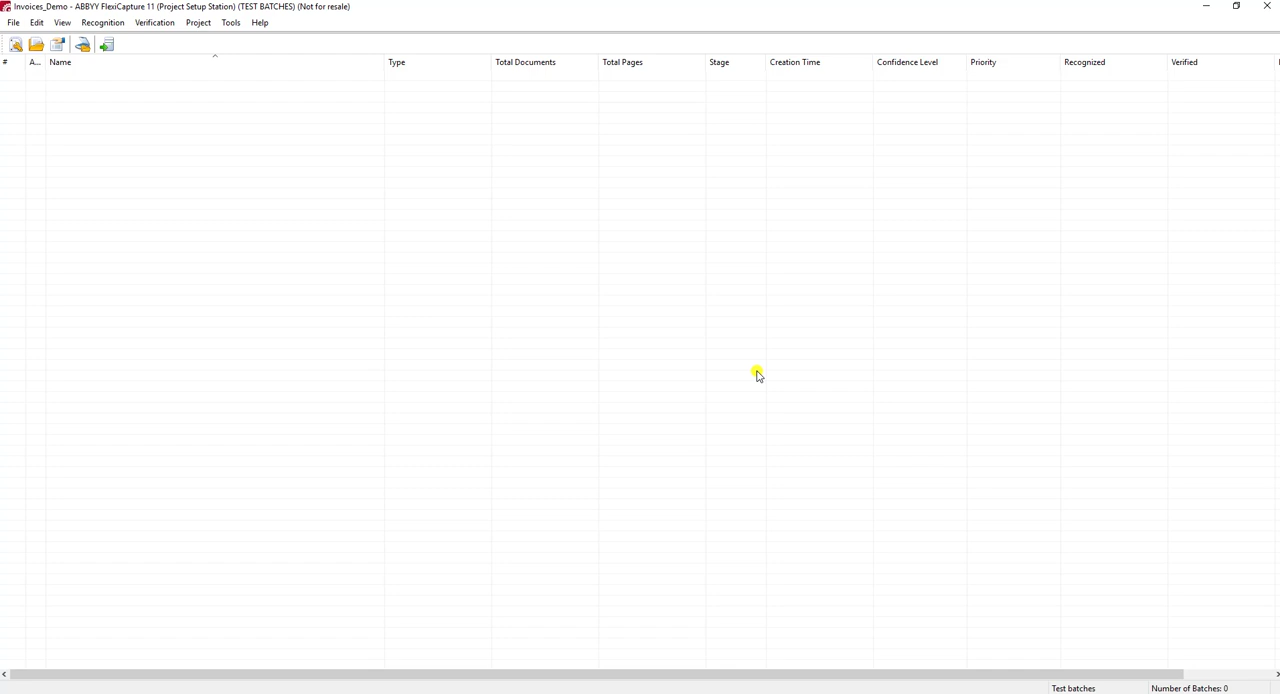 Invoices_Demo - ABBYY FlexiCapture 11 (Project Setup Station) (TEST BATCHES) (Not for resale)
File Edit View Recognition Verification Project Tools Help
# A... Name Type Total Documents Total Pages Stage Creation Time Confidence Level Priority Recognized Verified
Test batches Number of Batches: 0